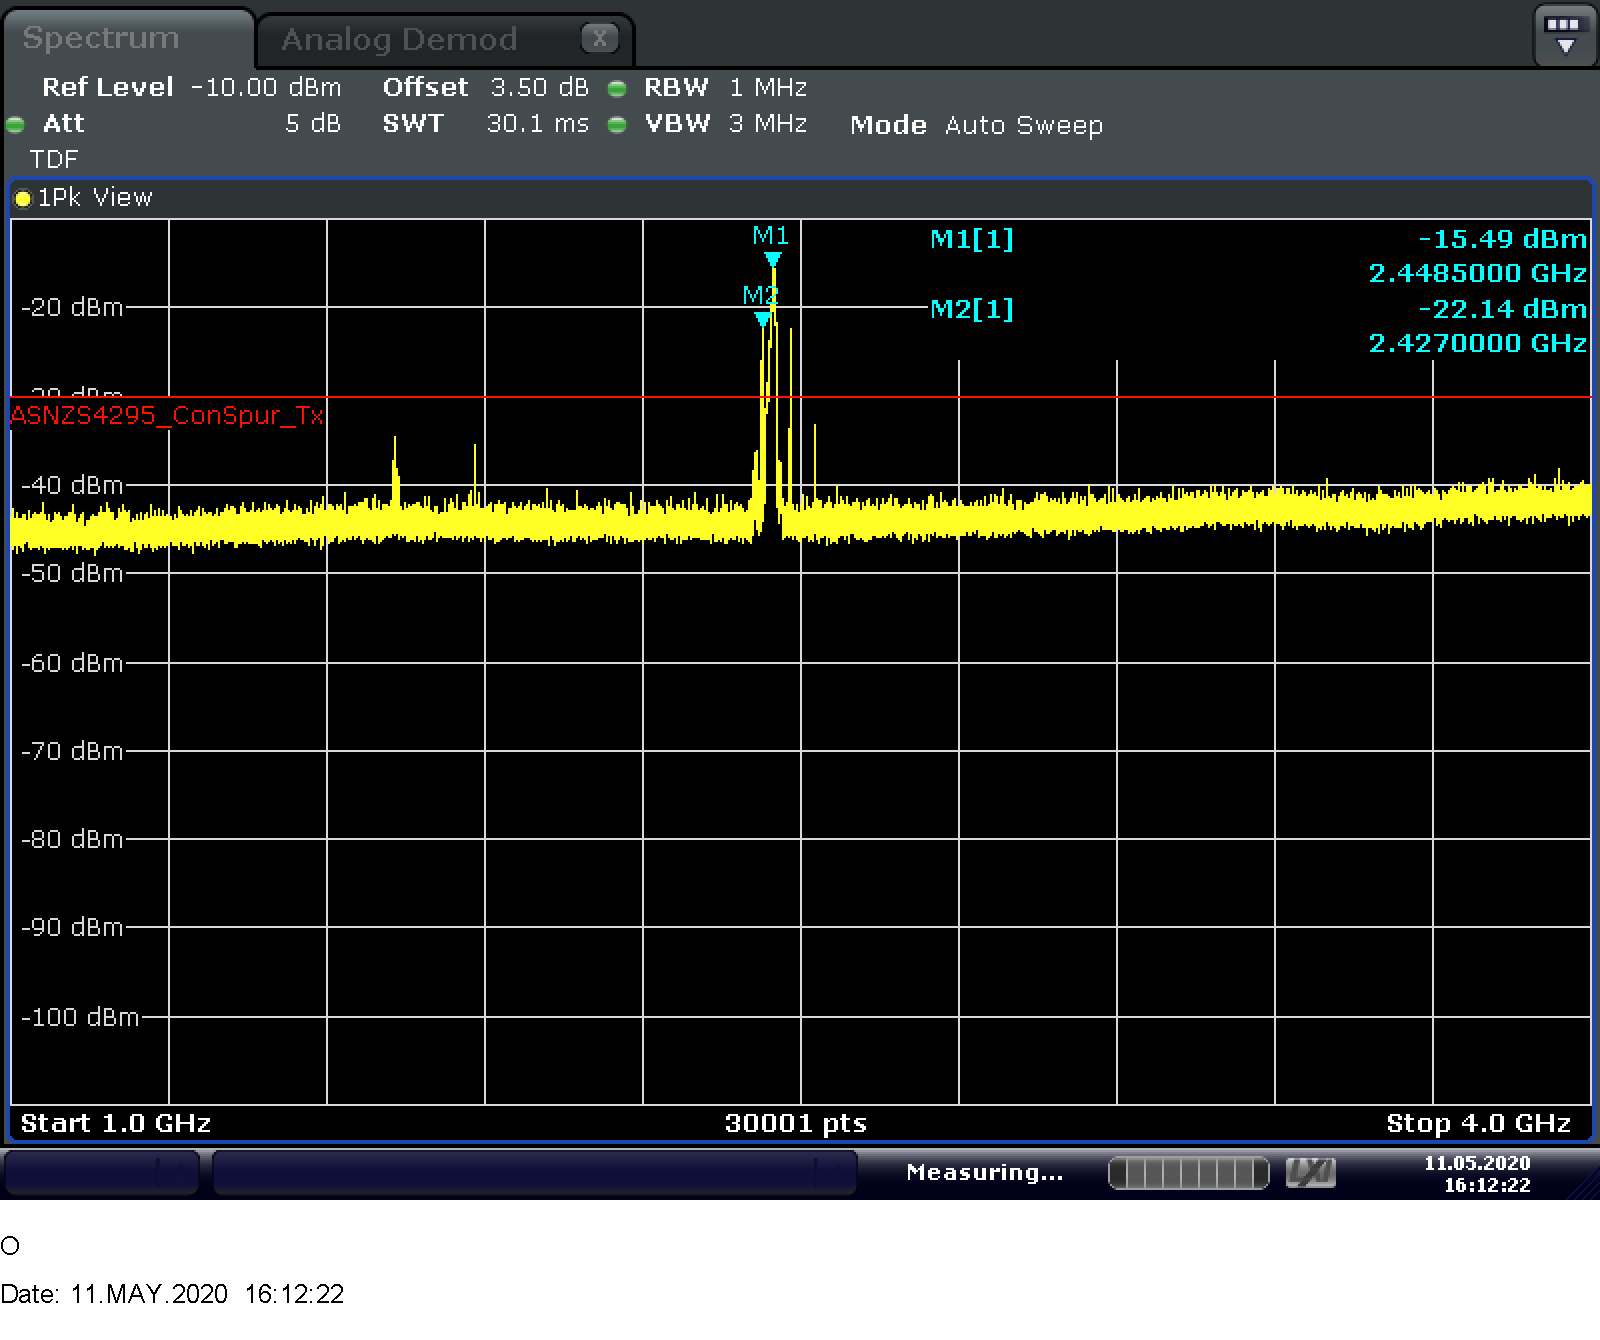 Spectrum
Analog Demod X
Ref Level -10.00 dBm Offset 3.50 dB RBW 1 MHz
Att 5 dB SWT 30.1 ms VBW 3 MHz Mode Auto Sweep
TDF
1Pk View
M1
M1[1] -15.49 dBm
2.4485000 GHz
M2
M2[1] -22.14 dBm
2.4270000 GHz
-20 dBm
-30 dBm
ASNZS4295_ConSpur_Tx
-40 dBm
-50 dBm
-60 dBm
-70 dBm
-80 dBm
-90 dBm
-100 dBm
Start 1.0 GHz 30001 pts Stop 4.0 GHz
Measuring... LXI 11.05.2020
16:12:22
O
Date: 11.MAY.2020 16:12:22